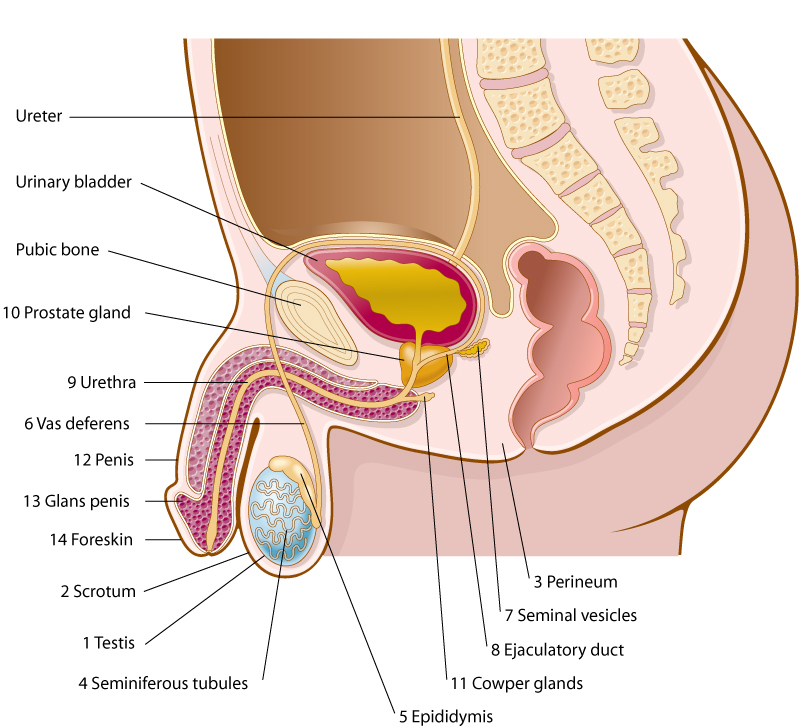 Ureter
Urinary bladder
Pubic bone
10 Prostate gland
9 Urethra
6 Vas deferens
12 Penis
13 Glans penis
14 Foreskin
2 Scrotum
1 Testis
4 Seminiferous tubules
3 Perineum
7 Seminal vesicles
8 Ejaculatory duct
11 Cowper glands
5 Epididymis